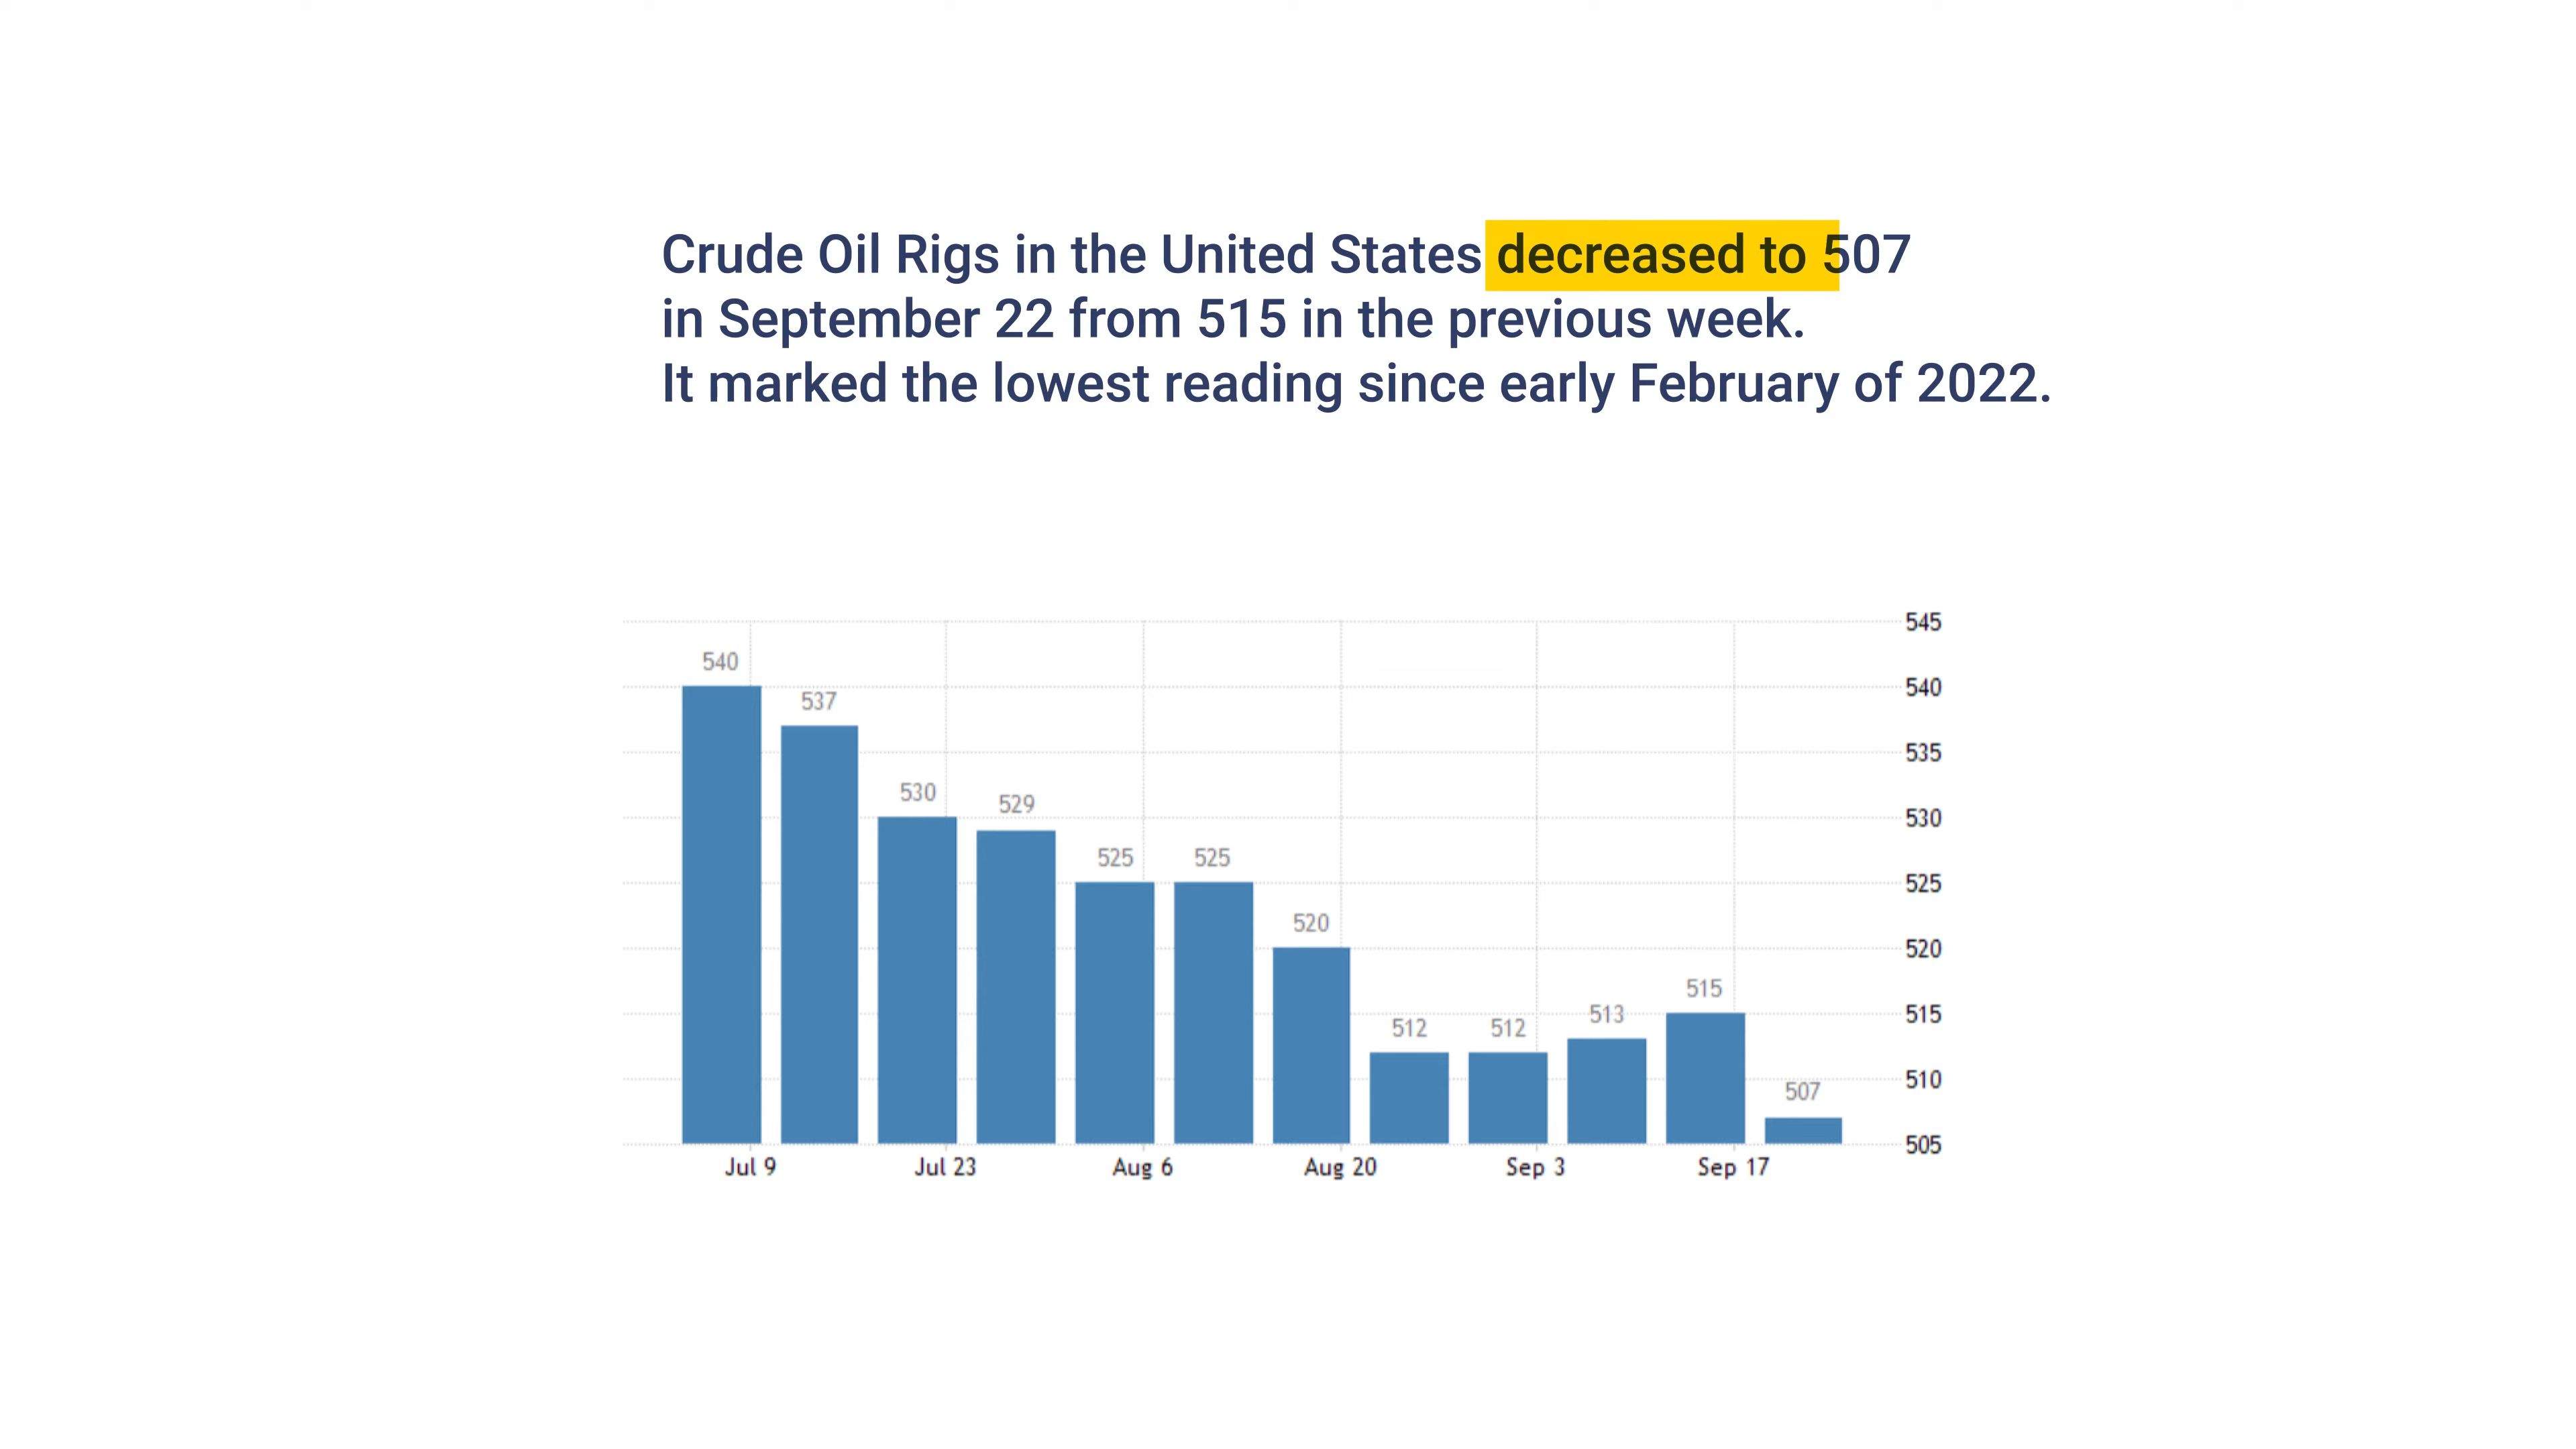 Crude Oil Rigs in the United States decreased to 507
in September 22 from 515 in the previous week.
It marked the lowest reading since early February of 2022.
545
540
540
537
535
530
529
530
525
525
525
520
520
515
515
513
512
512
510
507
505
Jul 9
Jul 23
Aug 6
Aug 20
Sep 3
Sep 17